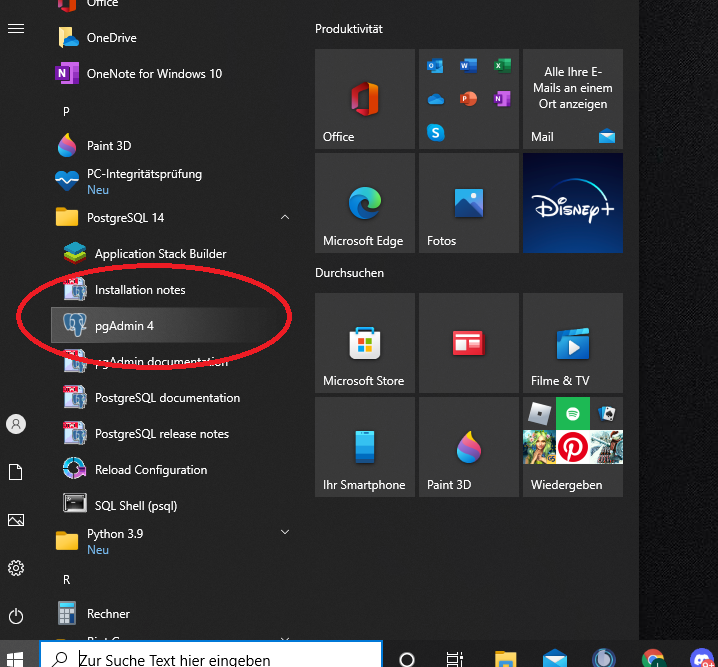 Office
OneDrive
OneNote for Windows 10
P
Paint 3D
PC-Integritätsprüfung
Neu
PostgreSQL 14
Application Stack Builder
Installation notes
pgAdmin 4
pgAdmin documentation
PostgreSQL documentation
PostgreSQL release notes
Reload Configuration
SQL Shell (psql)
Python 3.9
Neu
R
Rechner
Produktivität
Office
Alle Ihre E-
Mails an einem
Ort anzeigen
Mail
Microsoft Edge
Fotos
Disney+
Durchsuchen
Microsoft Store
Filme & TV
Ihr Smartphone
Paint 3D
Wiedergeben
Zur Suche Text hier eingeben
9+